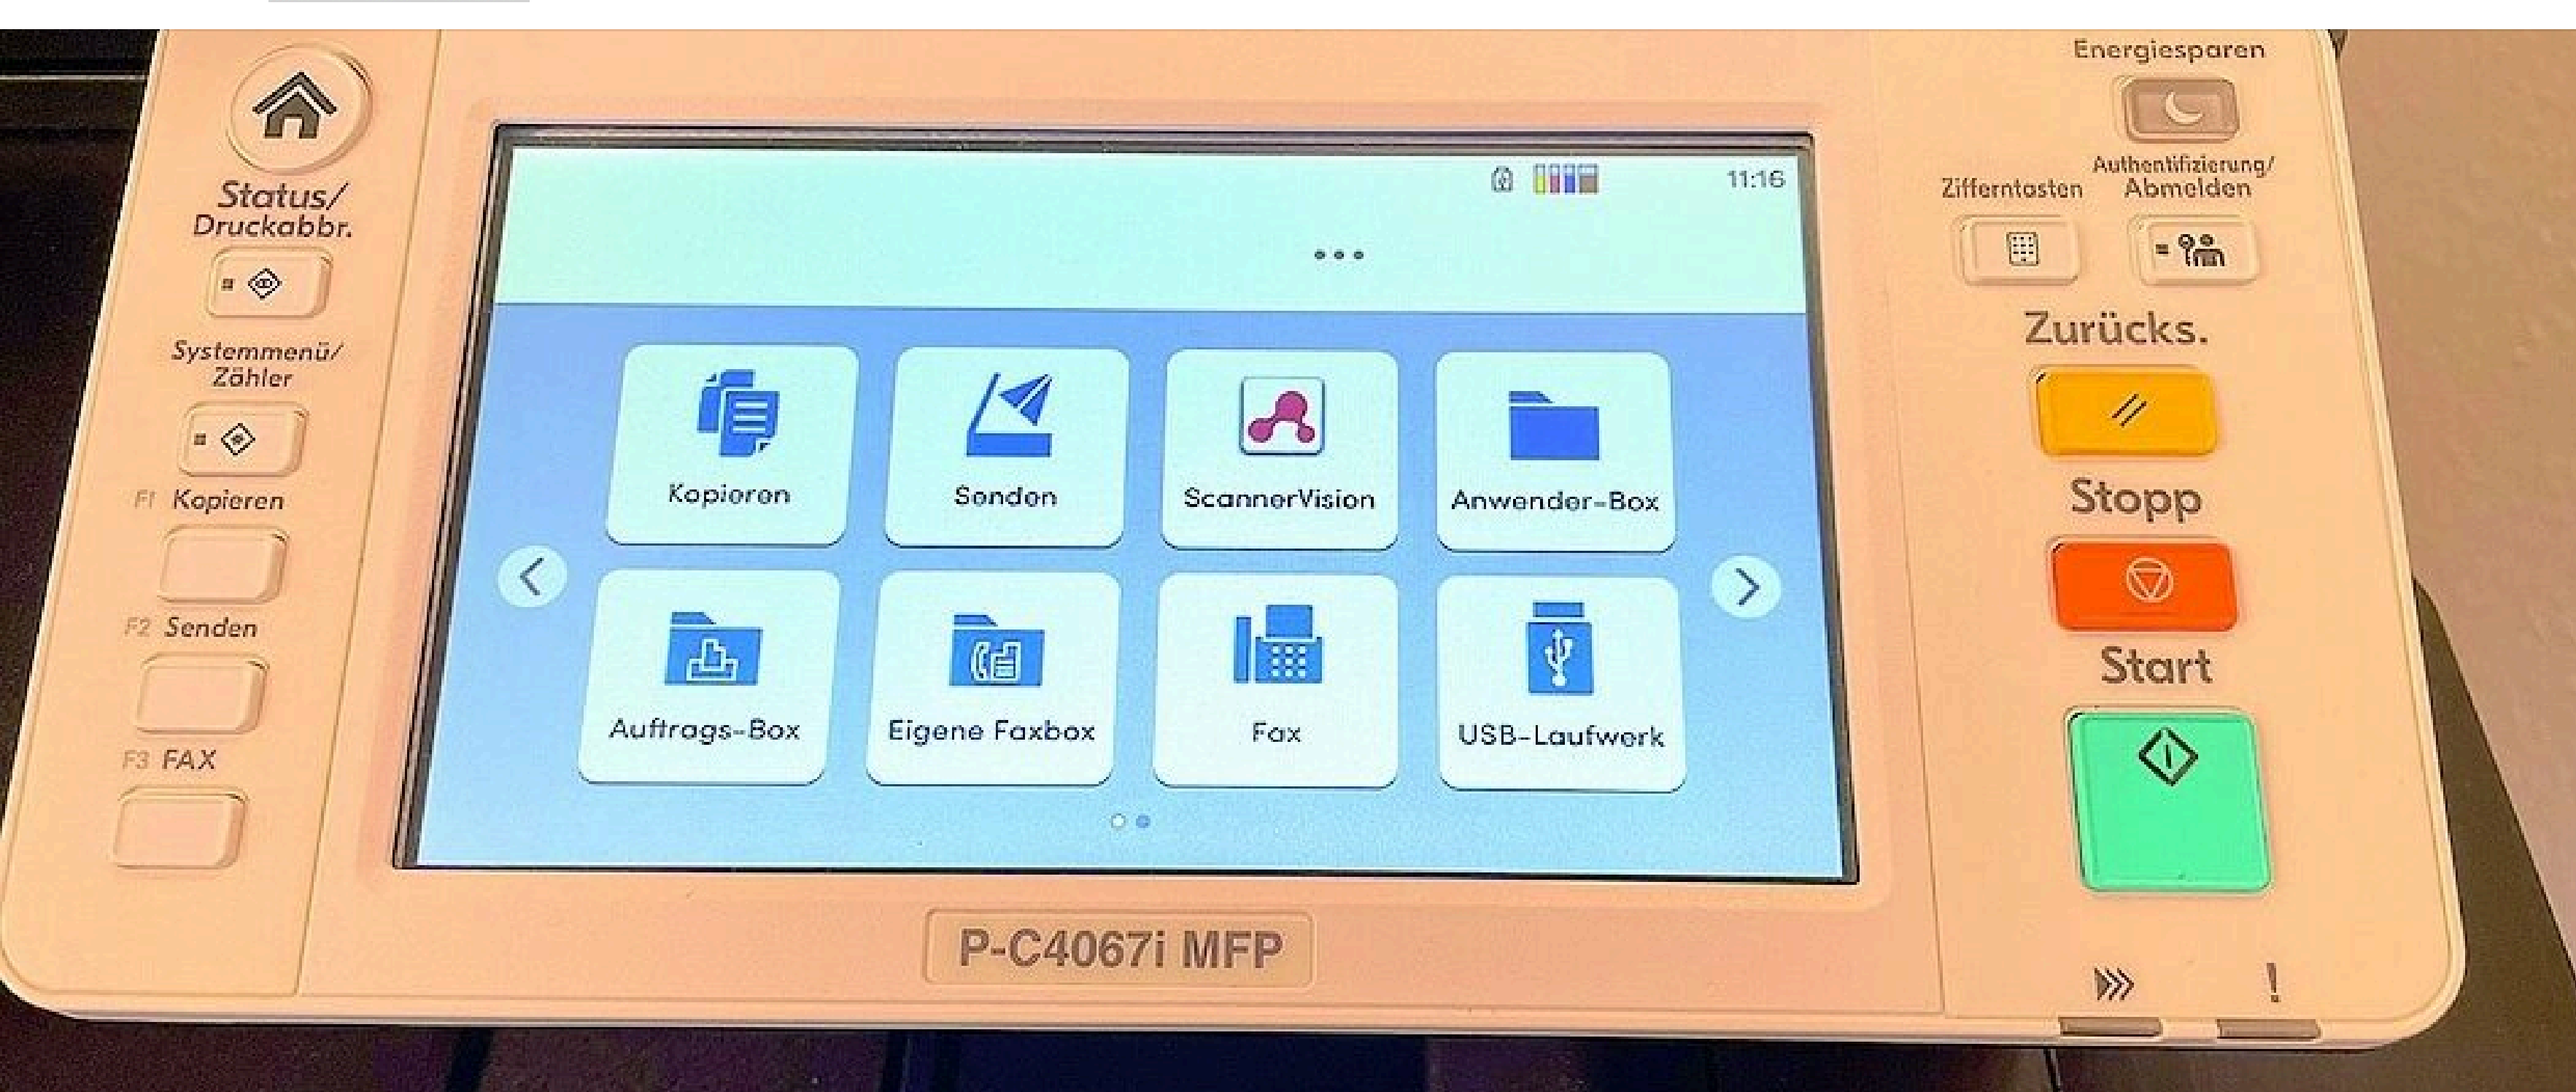 Status/
Druckabbr.
Systemmenü/
Zähler
F1 Kopieren
F2 Senden
F3 FAX
11:16
Kopieren
Senden
ScannerVision
Anwender-Box
Auftrags-Box
Eigene Faxbox
Fax
USB-Laufwerk
P-C4067i MFP
Energiesparen
Zifferntasten
Authentifizierung/
Abmelden
Zurücks.
Stopp
Start
!